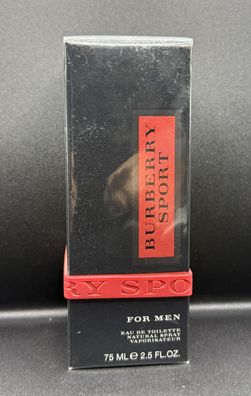 BURBERRY
SPORT
RY SPO
FOR MEN
EAU DE TOILETTE
NATURAL SPRAY
VAPORISATEUR
75 ML ℮ 2.5 FL.OZ.